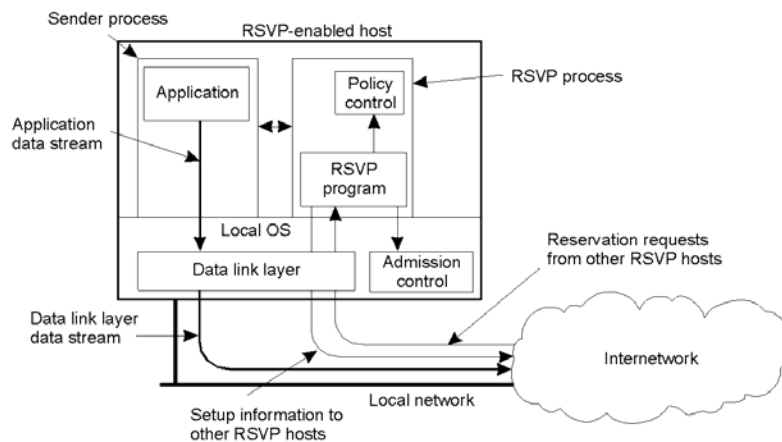 Sender process
RSVP-enabled host
Application
Policy
control
RSVP process
Application
data stream
RSVP
program
Local OS
Data link layer
Admission
control
Reservation requests
from other RSVP hosts
Data link layer
data stream
Internetwork
Local network
Setup information to
other RSVP hosts